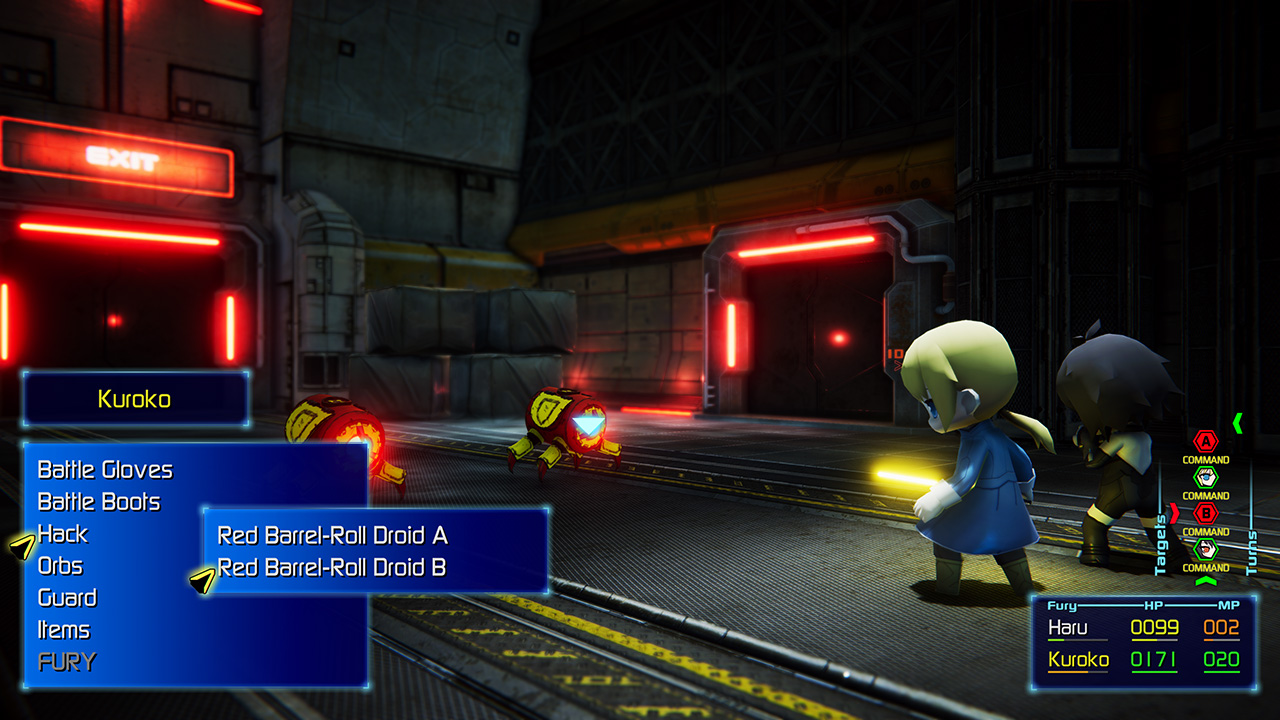 EXIT
10
Kuroko
Battle Gloves
Battle Boots
Hack
Orbs
Guard
Items
FURY
Red Barrel-Roll Droid A
Red Barrel-Roll Droid B
A
COMMAND
COMMAND
B
COMMAND
COMMAND
Targets
Turns
Fury HP MP
Haru 0099 002
Kuroko 0171 020